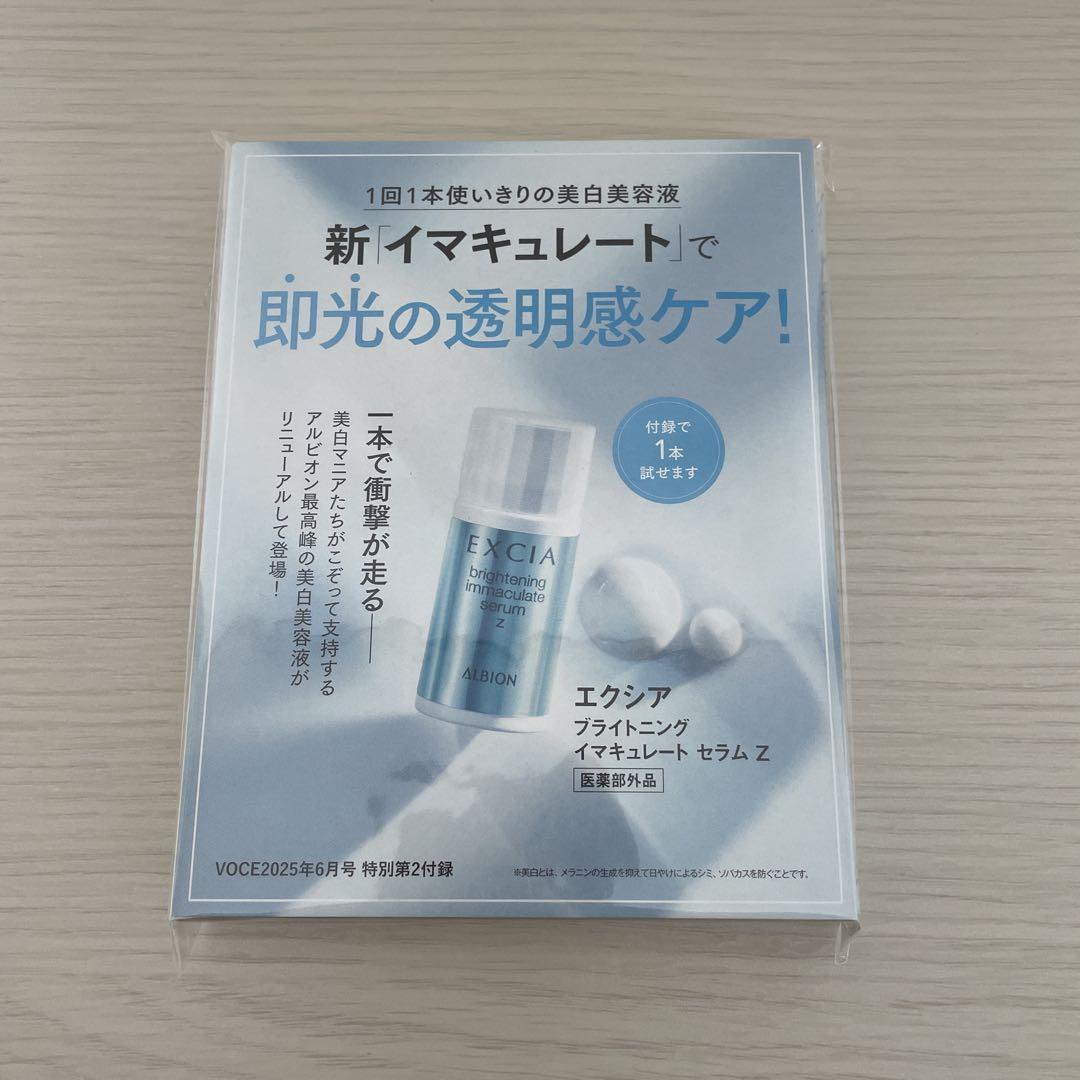 1回1本使いきりの美白美容液
新「イマキュレート」で
即光の透明感ケア！
一本で衝撃が走る――
美白マニアたちがこぞって支持する
アルビオン最高峰の美白美容液が
リニューアルして登場！
付録で
1本
試せます
EXCIA
brightening
immaculate
serum
z
ALBION
エクシア
ブライトニング
イマキュレート セラム Z
医薬部外品
VOCE2025年6月号 特別第2付録
※美白とは、メラニンの生成を抑えて日やけによるシミ、ソバカスを防ぐことです。